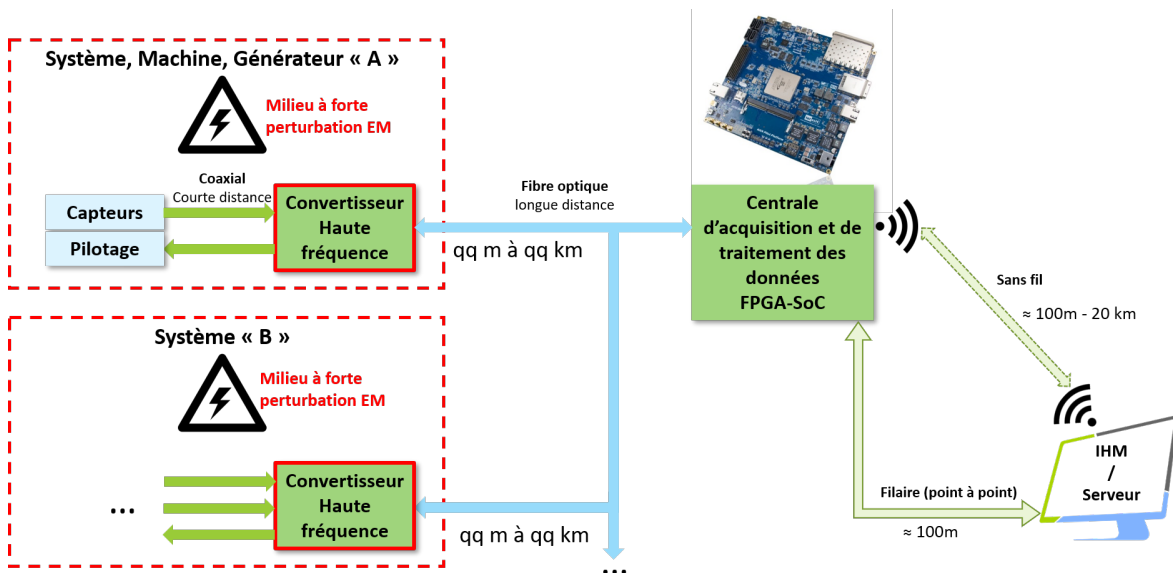 Système, Machine, Générateur « A »
Milieu à forte
perturbation EM
Coaxial
Courte distance
Capteurs
Pilotage
Convertisseur
Haute
fréquence
Fibre optique
longue distance
qq m à qq km
Centrale
d’acquisition et de
traitement des
données
FPGA-SoC
Sans fil
≈ 100m - 20 km
Système « B »
Milieu à forte
perturbation EM
...
Convertisseur
Haute
fréquence
qq m à qq km
...
Filaire (point à point)
≈ 100m
IHM
/
Serveur